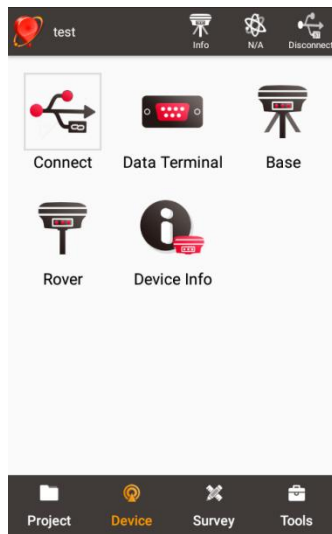 test
Info
N/A
Disconnect
Connect
Data Terminal
Base
Rover
Device Info
Project
Device
Survey
Tools